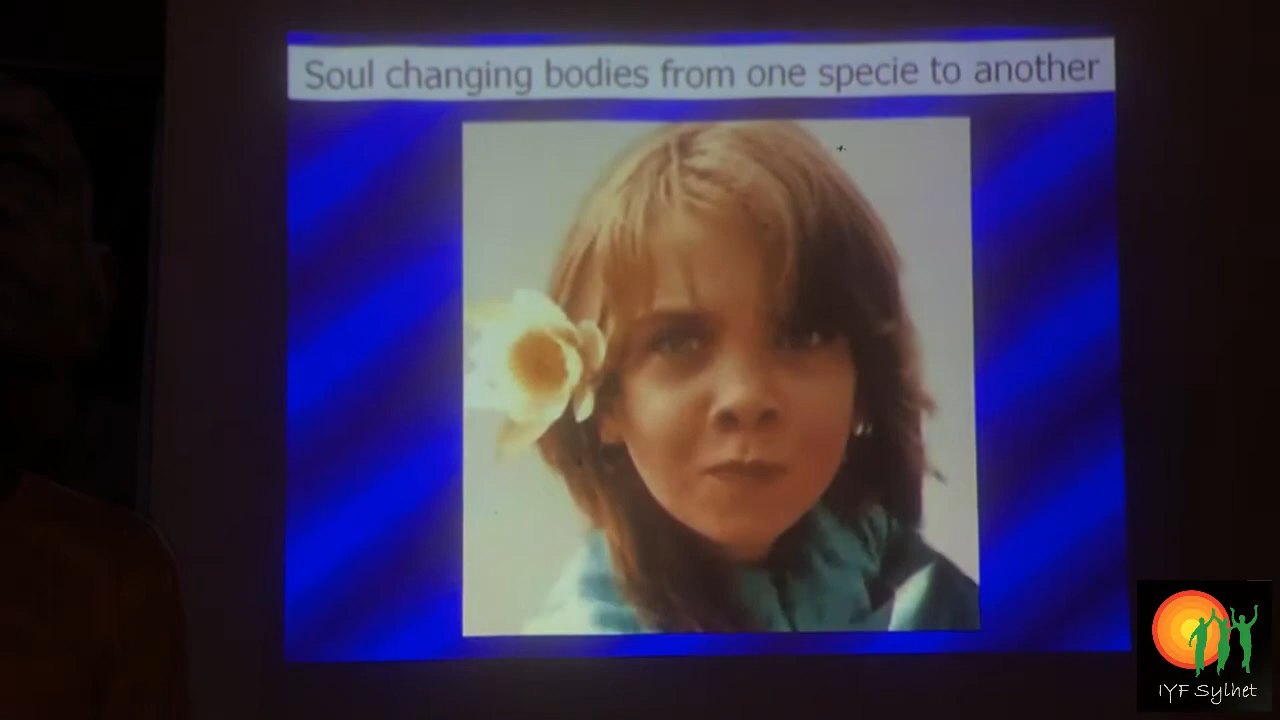 Soul changing bodies from one specie to another
IYF Sylhet